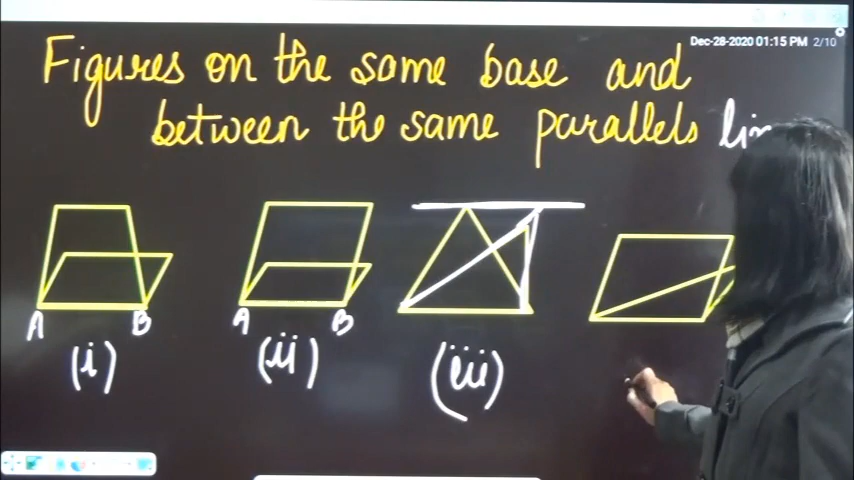 Dec-28-2020 01:15 PM 2/10
Figures on the same base and
between the same parallels
A B A B
(i) (ii) (iii)